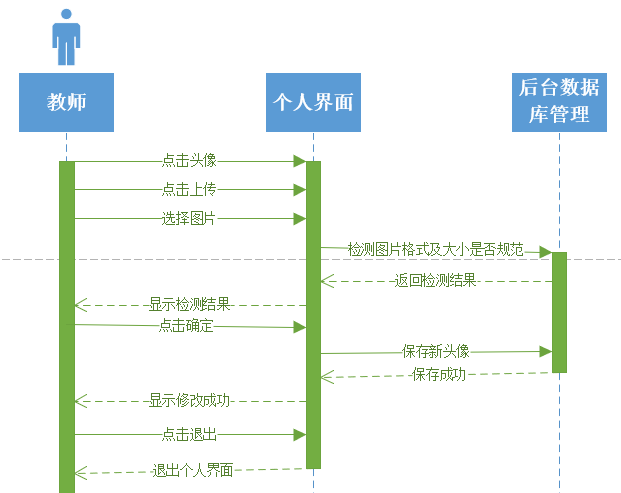 教师
个人界面
后台数据
库管理
点击头像
点击上传
选择图片
检测图片格式及大小是否规范
返回检测结果
显示检测结果
点击确定
保存新头像
保存成功
显示修改成功
点击退出
退出个人界面